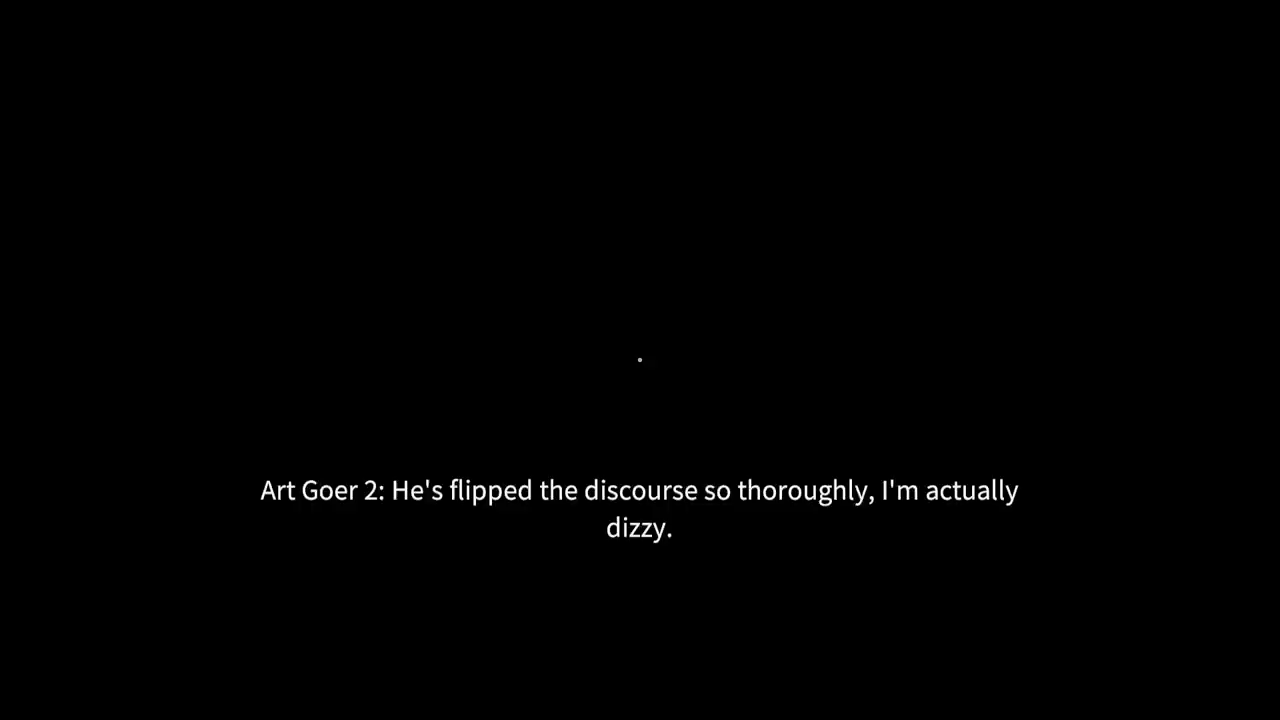 Art Goer 2: He's flipped the discourse so thoroughly, I'm actually
dizzy.